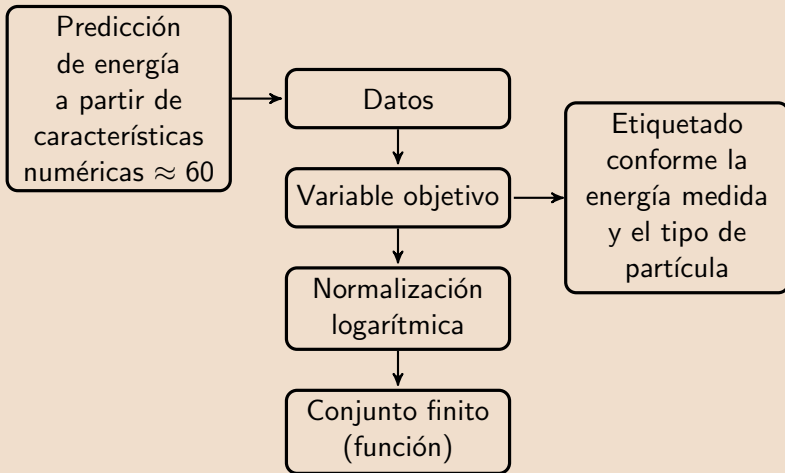 Predicción
de energía
a partir de
características
numéricas ≈ 60
Datos
Variable objetivo
Etiquetado
conforme la
energía medida
y el tipo de
partícula
Normalización
logarítmica
Conjunto finito
(función)